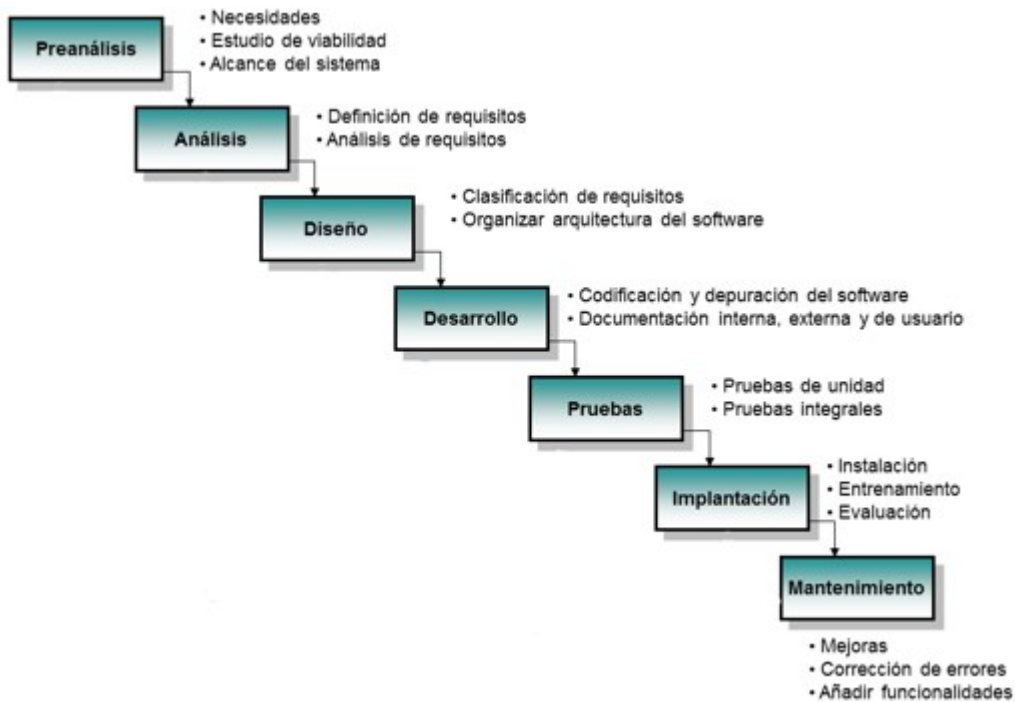 Preanálisis
• Necesidades
• Estudio de viabilidad
• Alcance del sistema
Análisis
• Definición de requisitos
• Análisis de requisitos
Diseño
• Clasificación de requisitos
• Organizar arquitectura del software
Desarrollo
• Codificación y depuración del software
• Documentación interna, externa y de usuario
Pruebas
• Pruebas de unidad
• Pruebas integrales
Implantación
• Instalación
• Entrenamiento
• Evaluación
Mantenimiento
• Mejoras
• Corrección de errores
• Añadir funcionalidades